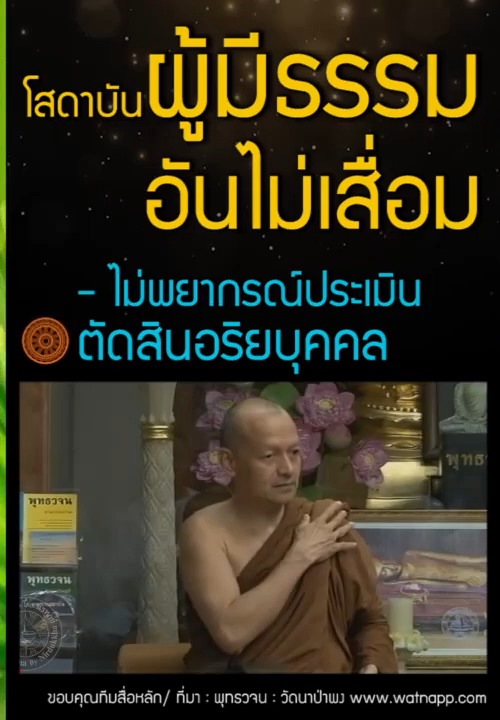 โสดาบันผู้มีธรรม
อันไม่เสื่อม
- ไม่พยากรณ์ประเมิน
ตัดสินอริยบุคคล
พุทธ
พุทธวจน
พุทธวจน
ขอบคุณทีมสื่อหลัก/ ที่มา : พุทธวจน : วัดนาป่าพง www.watnapp.com